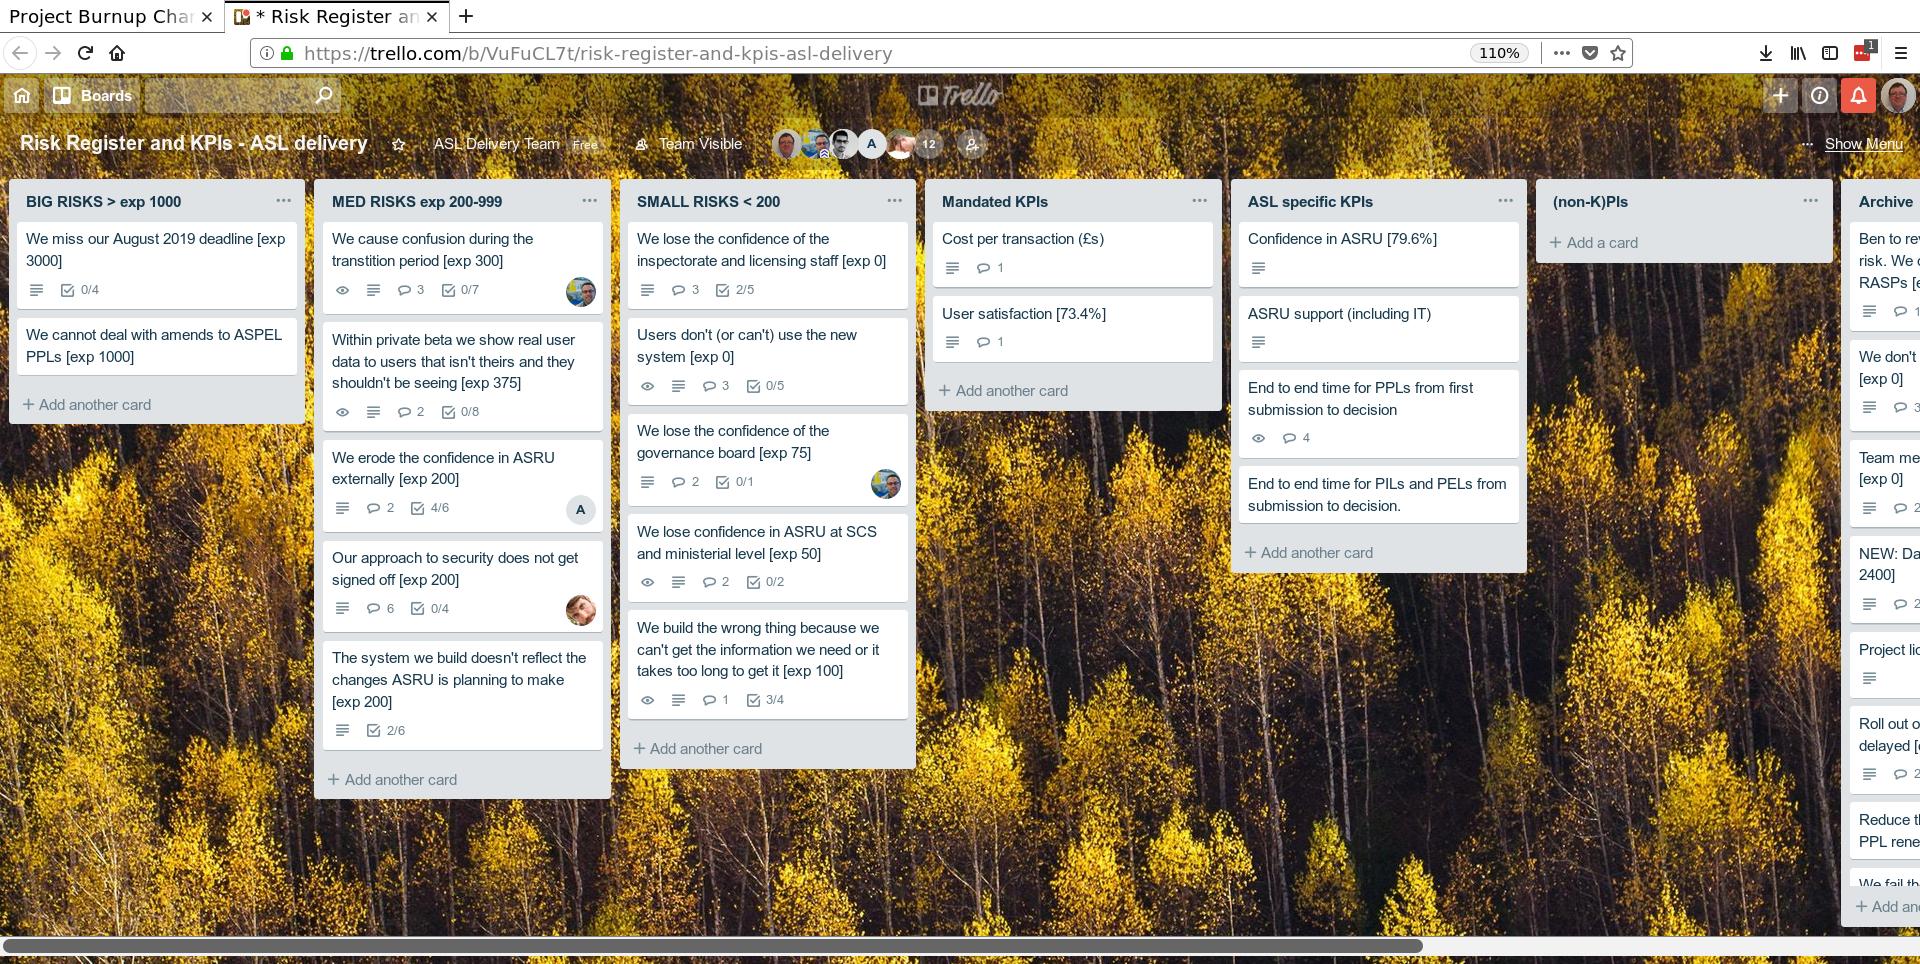 Project Burnup Char
* Risk Register an
https://trello.com/b/VuFuCL7t/risk-register-and-kpis-asl-delivery
110%
1
Boards
Trello
Risk Register and KPIs - ASL delivery
ASL Delivery Team
Free
Team Visible
A
12
Show Menu
BIG RISKS > exp 1000
We miss our August 2019 deadline [exp
3000]
0/4
We cannot deal with amends to ASPEL
PPLs [exp 1000]
+ Add another card
MED RISKS exp 200-999
We cause confusion during the
transtition period [exp 300]
3
0/7
Within private beta we show real user
data to users that isn't theirs and they
shouldn't be seeing [exp 375]
2
0/8
We erode the confidence in ASRU
externally [exp 200]
2
4/6
A
Our approach to security does not get
signed off [exp 200]
6
0/4
The system we build doesn't reflect the
changes ASRU is planning to make
[exp 200]
2/6
+ Add another card
SMALL RISKS < 200
We lose the confidence of the
inspectorate and licensing staff [exp 0]
3
2/5
Users don't (or can't) use the new
system [exp 0]
3
0/5
We lose the confidence of the
governance board [exp 75]
2
0/1
We lose confidence in ASRU at SCS
and ministerial level [exp 50]
2
0/2
We build the wrong thing because we
can't get the information we need or it
takes too long to get it [exp 100]
1
3/4
+ Add another card
Mandated KPIs
Cost per transaction (£s)
1
User satisfaction [73.4%]
1
+ Add another card
ASL specific KPIs
Confidence in ASRU [79.6%]
ASRU support (including IT)
End to end time for PPLs from first
submission to decision
4
End to end time for PILs and PELs from
submission to decision.
+ Add another card
(non-K)PIs
+ Add a card
Archive
Ben to re
risk. We
RASPs [e
1
We don't
[exp 0]
3
Team me
[exp 0]
2
NEW: Da
2400]
2
Project lic
Roll out o
delayed [
2
Reduce t
PPL rene
We fail th
+ Add an